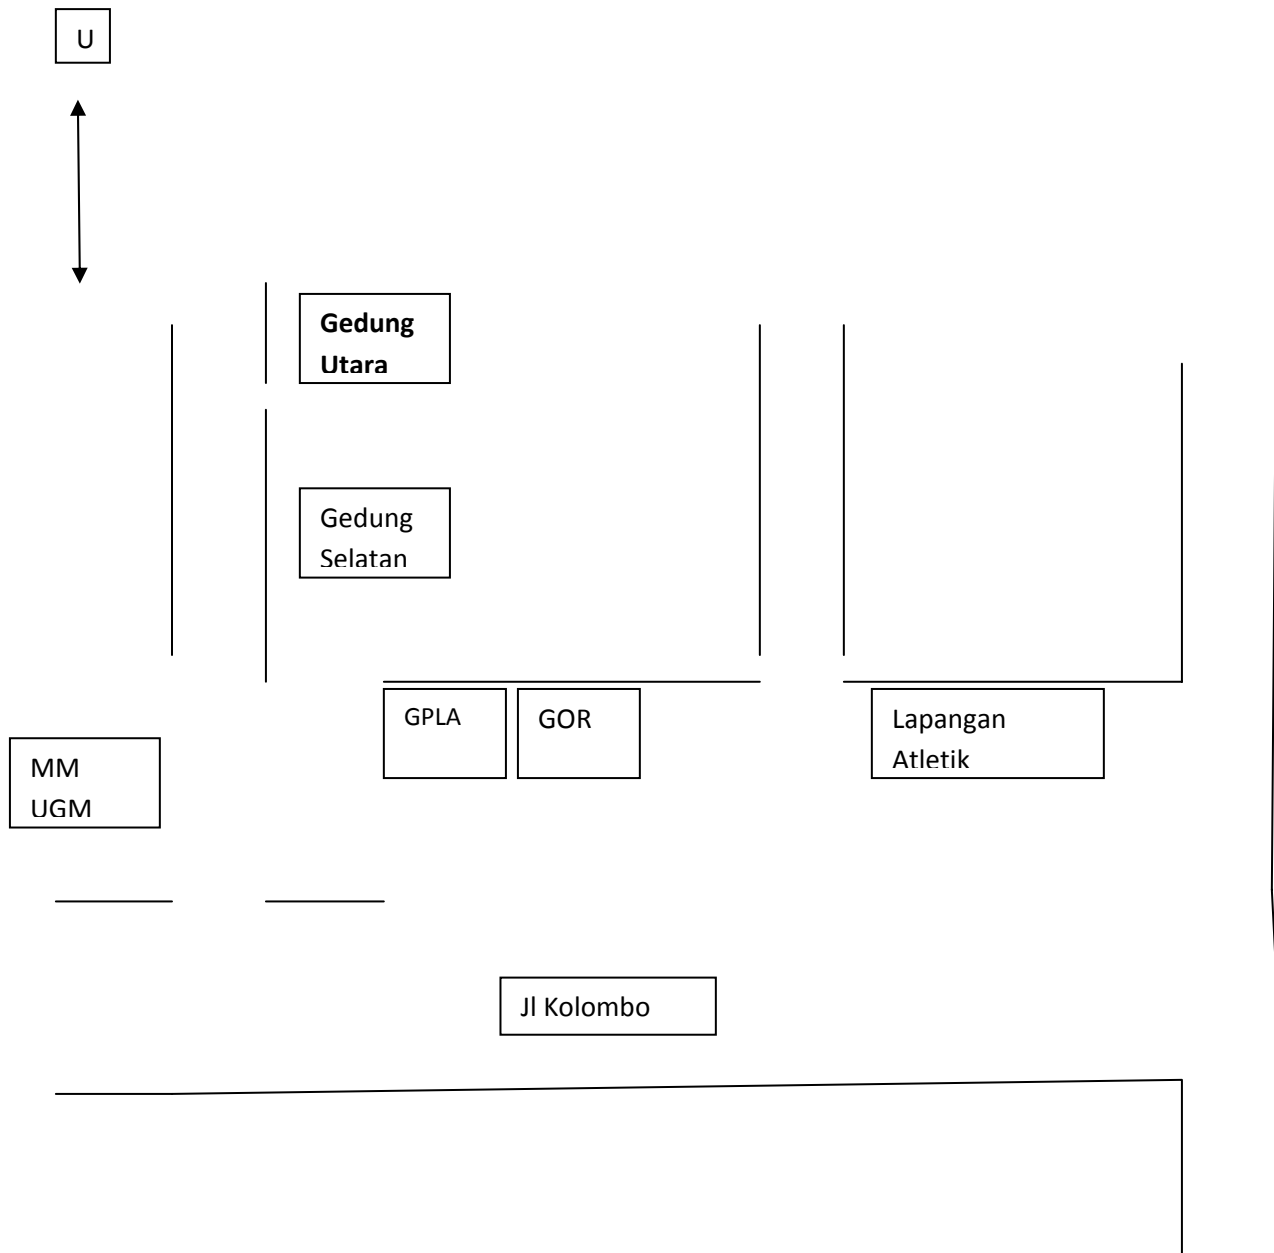 U
Gedung
Utara
Gedung
Selatan
GPLA
GOR
Lapangan
Atletik
MM
UGM
Jl Kolombo